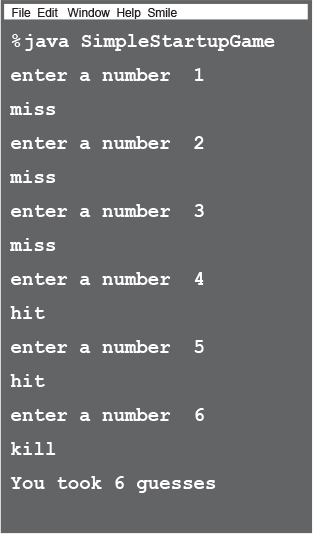 File Edit Window Help Smile
%java SimpleStartupGame
enter a number 1
miss
enter a number 2
miss
enter a number 3
miss
enter a number 4
hit
enter a number 5
hit
enter a number 6
kill
You took 6 guesses